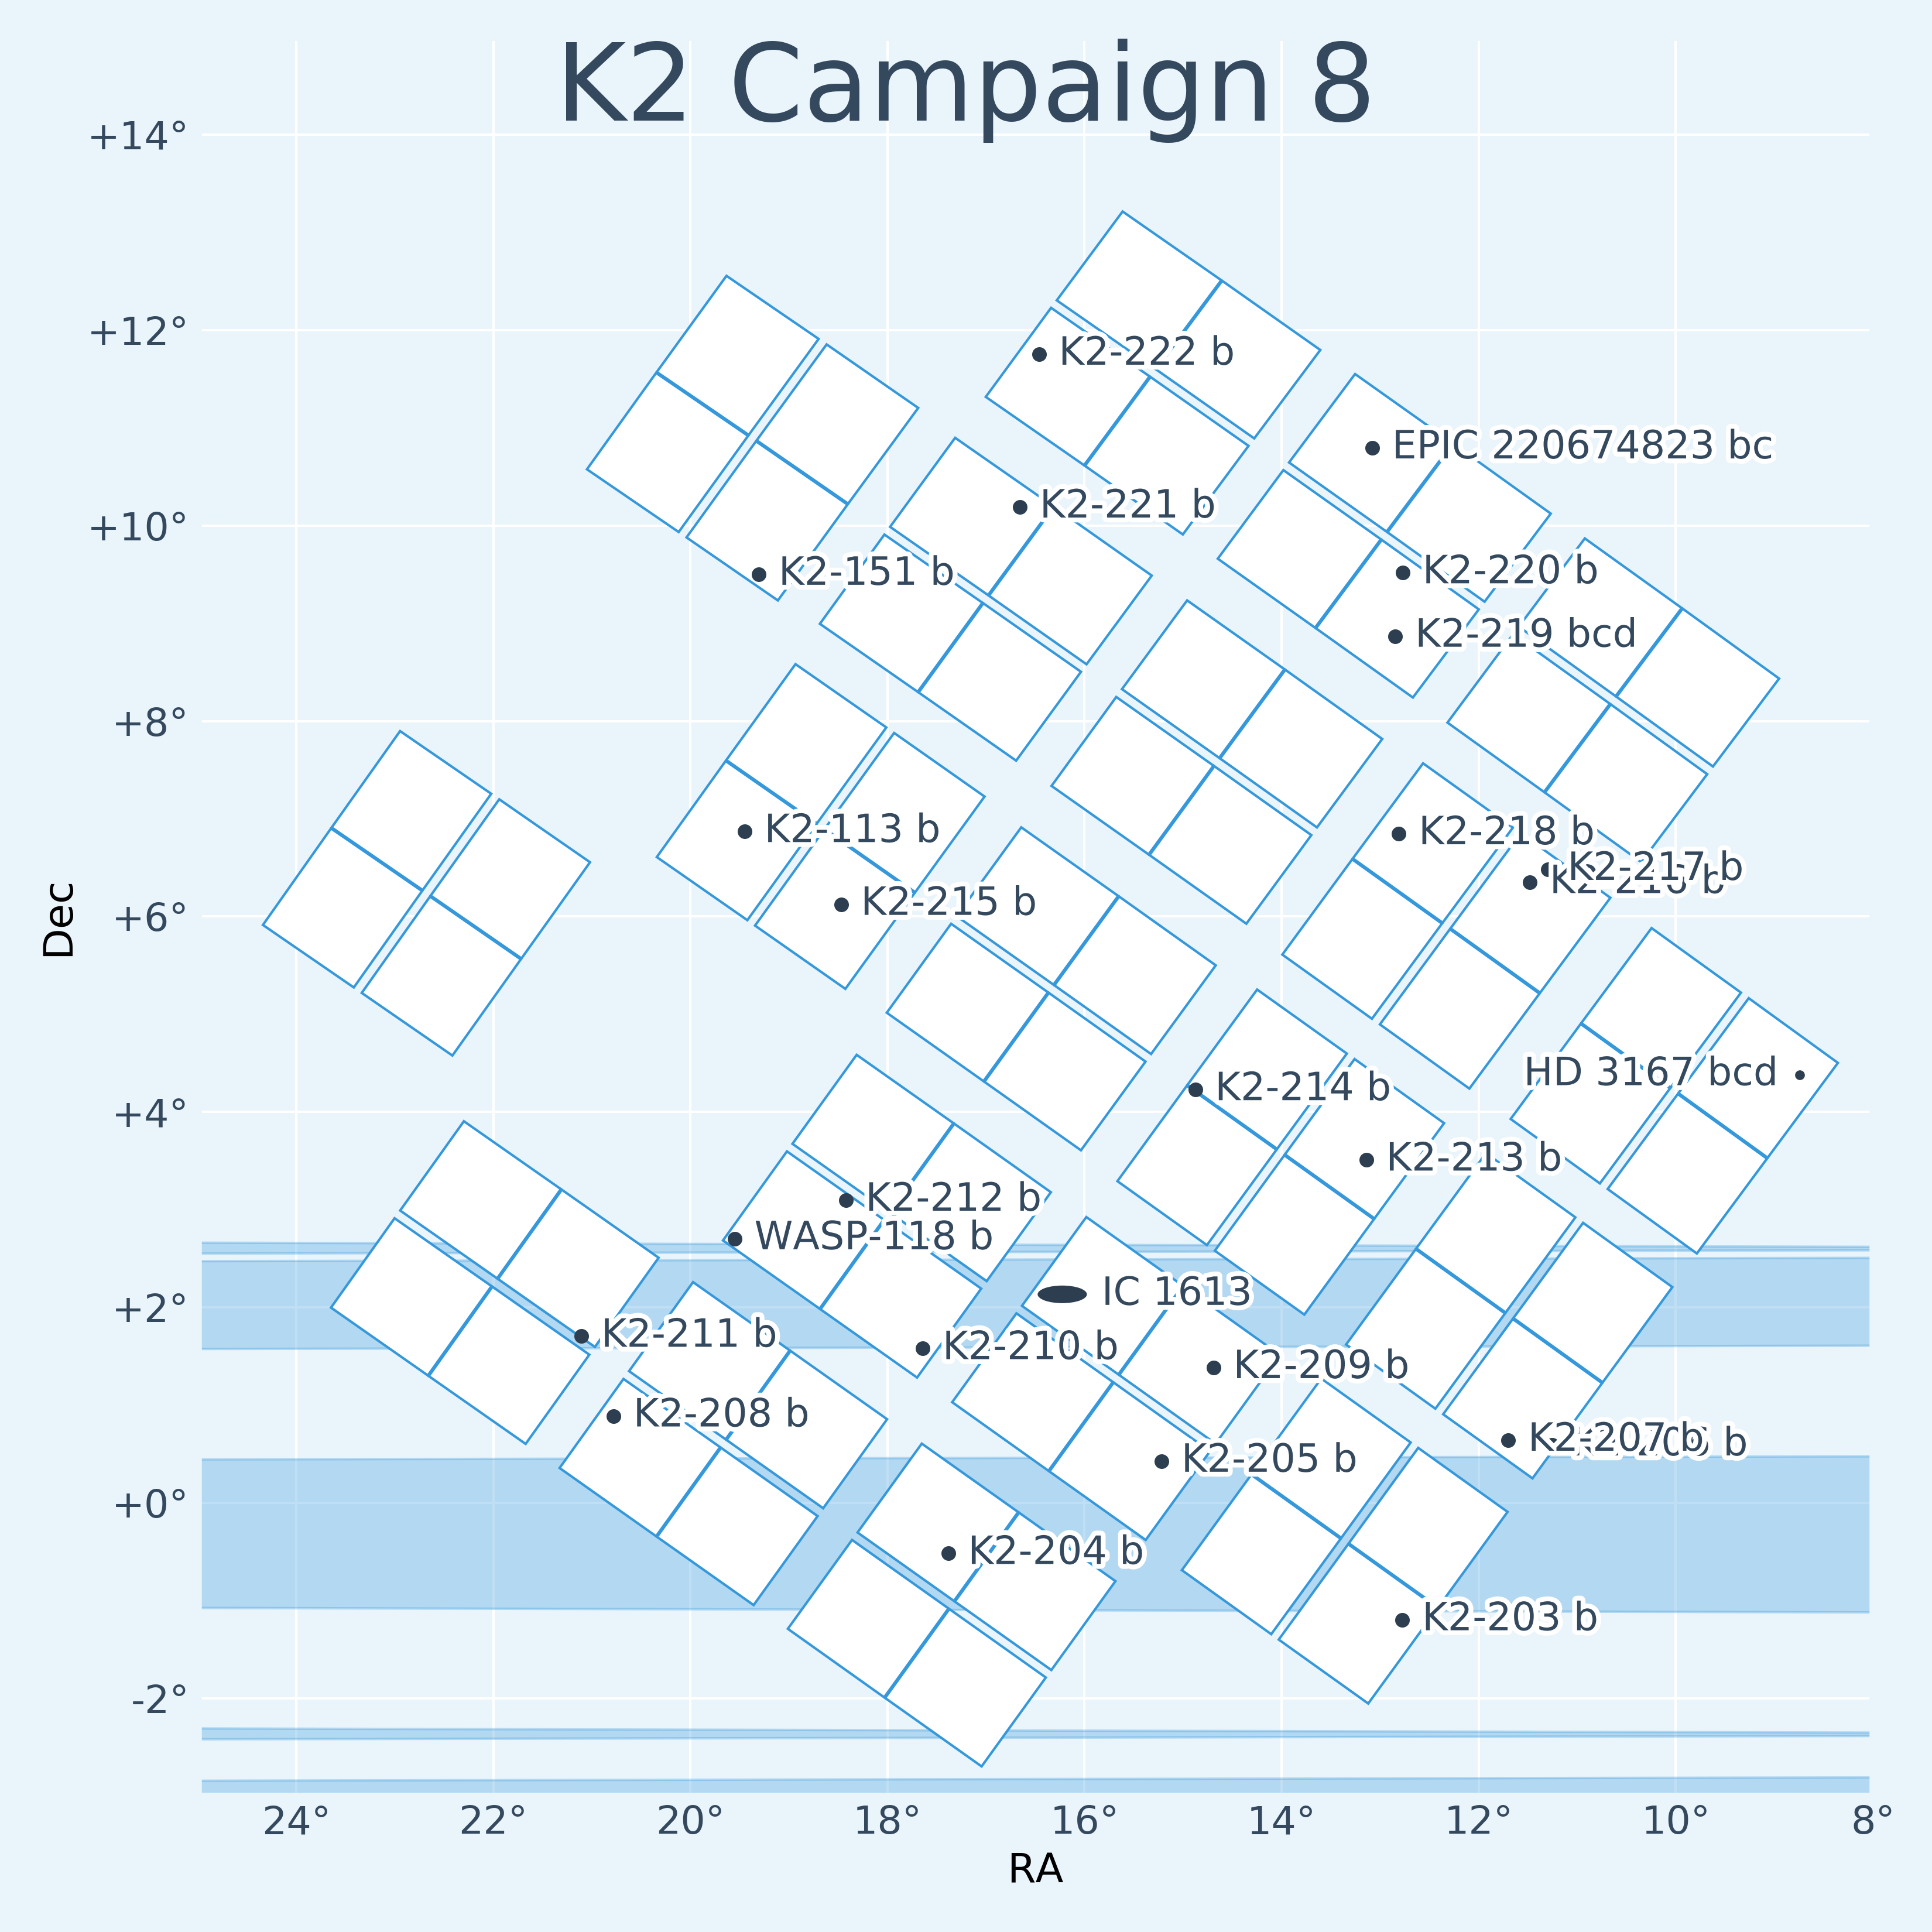 K2 Campaign 8
+14°
+12°
+10°
+8°
+6°
+4°
+2°
+0°
-2°
Dec
K2-222 b
EPIC 220674823 bc
K2-221 b
K2-220 b
K2-151 b
K2-219 bcd
K2-113 b
K2-218 b
K2-217 b
K2-215 b
HD 3167 bcd
K2-214 b
K2-213 b
K2-212 b
WASP-118 b
IC 1613
K2-211 b
K2-210 b
K2-209 b
K2-208 b
K2-207 b
K2-205 b
K2-204 b
K2-203 b
24° 22° 20° 18° 16° 14° 12° 10° 8°
RA